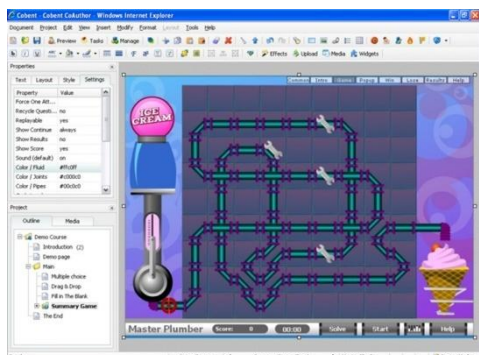 Cobent - Cobent CoAuthor - Windows Internet Explorer
Document Project Edit View Insert Modify Format Layout Tools Help
Preview Tasks Manage
Effects Upload Media Widgets
Properties
Text Layout Style Settings
Property Value
Force One Att...
Recycle Quests... no
Replayable yes
Show Continue always
Show Results no
Show Score yes
Sound (default) on
Color / Fluid #ffc0ff
Color / Joints #c000c0
Color / Pipes #00c0c0
Project
Outline Media
Demo Course
Introduction (2)
Demo page
Main
Multiple choice
Drag & Drop
Fill in The Blank
Summary Game
The End
Common Intro Game Popup Win Lose Results Help
ICE
CREAM
Master Plumber Score: 0 00:00 Solve Start Help